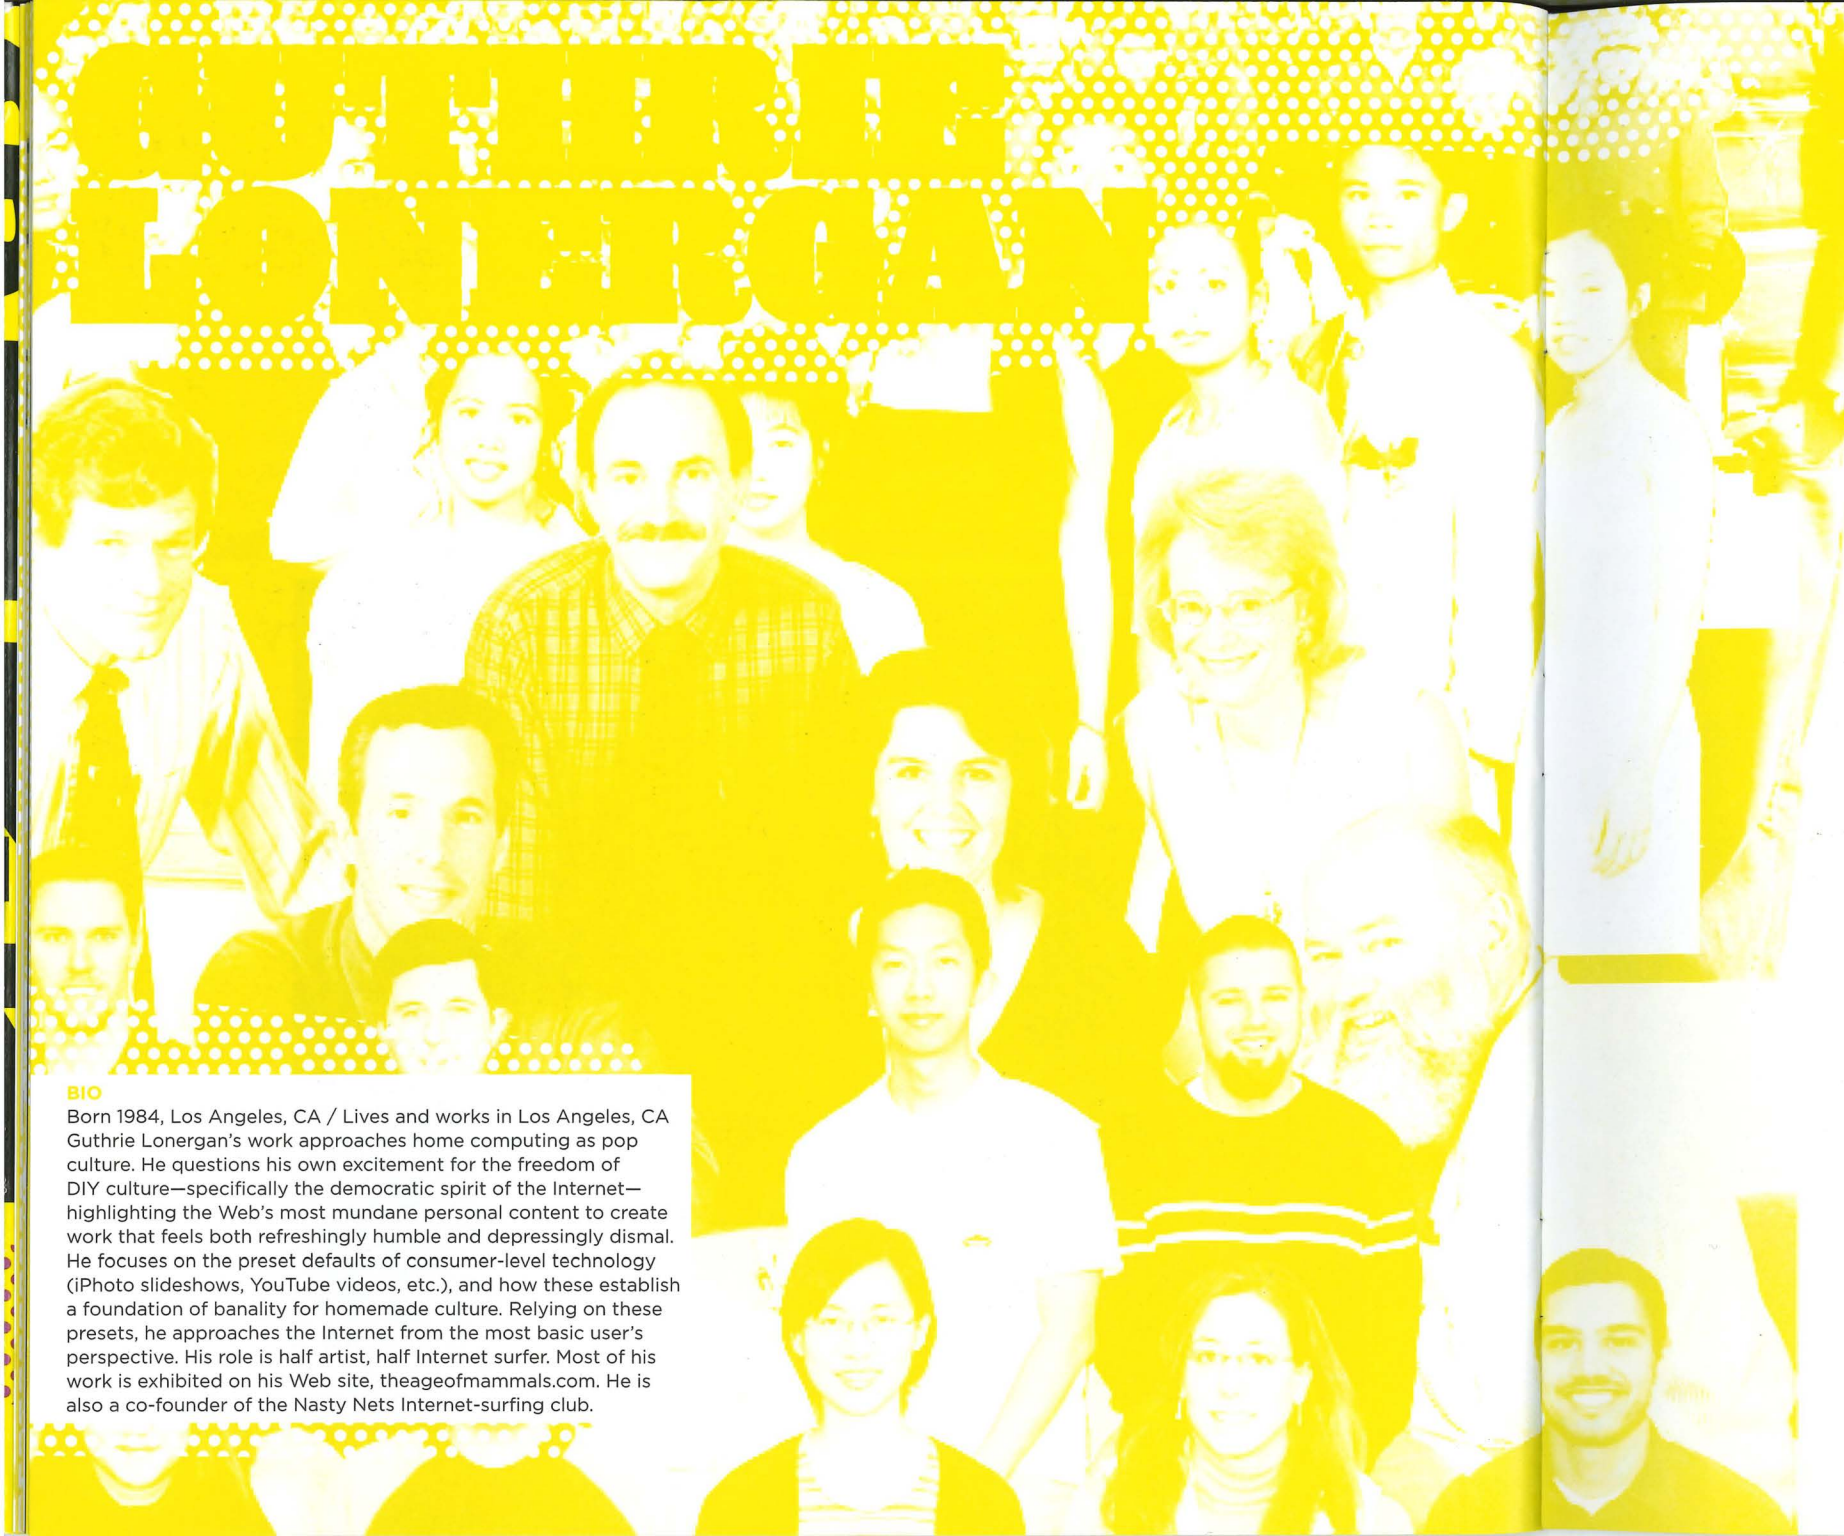 GUTHRIE
LONERGAN
BIO
Born 1984, Los Angeles, CA / Lives and works in Los Angeles, CA
Guthrie Lonergan’s work approaches home computing as pop
culture. He questions his own excitement for the freedom of
DIY culture—specifically the democratic spirit of the Internet—
highlighting the Web’s most mundane personal content to create
work that feels both refreshingly humble and depressingly dismal.
He focuses on the preset defaults of consumer-level technology
(iPhoto slideshows, YouTube videos, etc.), and how these establish
a foundation of banality for homemade culture. Relying on these
presets, he approaches the Internet from the most basic user’s
perspective. His role is half artist, half Internet surfer. Most of his
work is exhibited on his Web site, theageofmammals.com. He is
also a co-founder of the Nasty Nets Internet-surfing club.